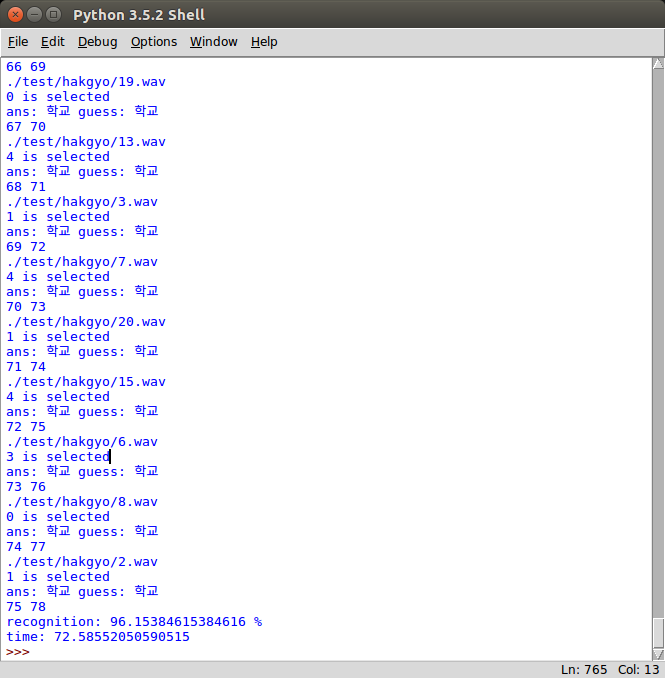 Python 3.5.2 Shell
File Edit Debug Options Window Help
66 69
./test/hakgyo/19.wav
0 is selected
ans: 학교 guess: 학교
67 70
./test/hakgyo/13.wav
4 is selected
ans: 학교 guess: 학교
68 71
./test/hakgyo/3.wav
1 is selected
ans: 학교 guess: 학교
69 72
./test/hakgyo/7.wav
4 is selected
ans: 학교 guess: 학교
70 73
./test/hakgyo/20.wav
1 is selected
ans: 학교 guess: 학교
71 74
./test/hakgyo/15.wav
4 is selected
ans: 학교 guess: 학교
72 75
./test/hakgyo/6.wav
3 is selected
ans: 학교 guess: 학교
73 76
./test/hakgyo/8.wav
0 is selected
ans: 학교 guess: 학교
74 77
./test/hakgyo/2.wav
1 is selected
ans: 학교 guess: 학교
75 78
recognition: 96.15384615384616 %
time: 72.58552050590515
>>>
Ln: 765 Col: 13